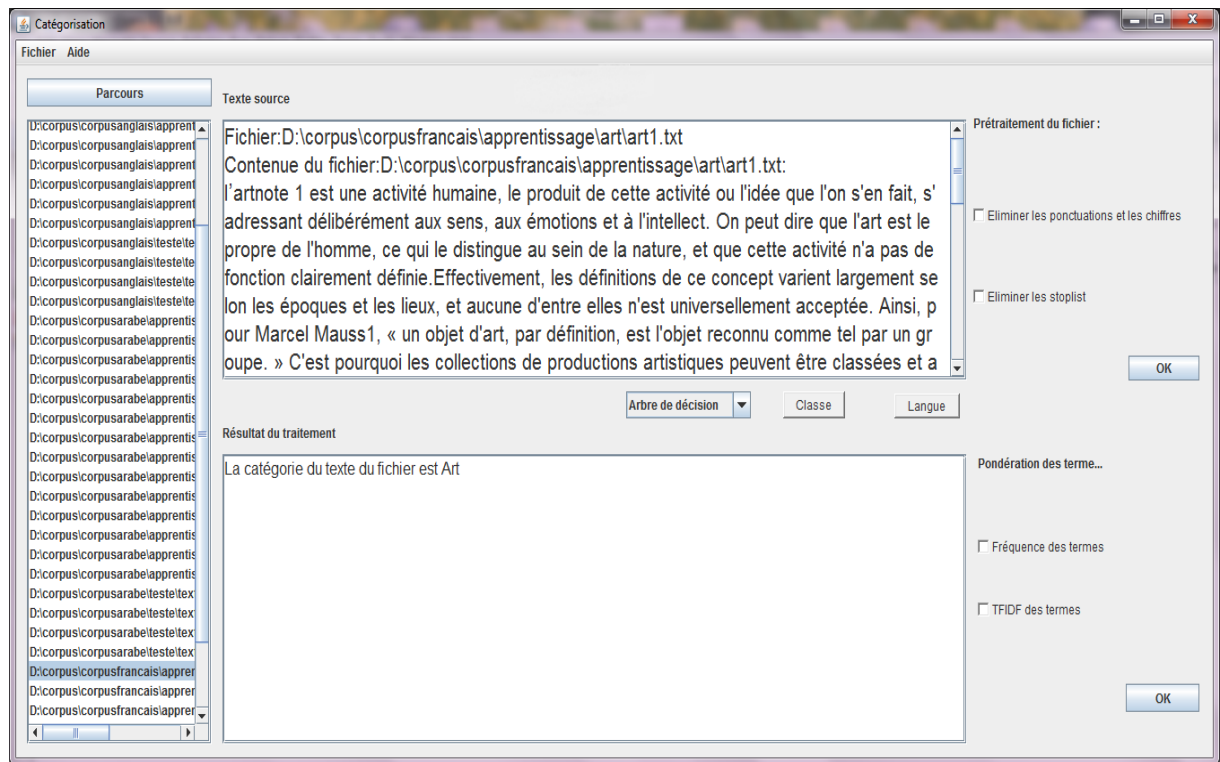 Catégorisation
Fichier Aide
Parcours
D:\corpus\corpusanglais\apprent
D:\corpus\corpusanglais\apprent
D:\corpus\corpusanglais\apprent
D:\corpus\corpusanglais\apprent
D:\corpus\corpusanglais\apprent
D:\corpus\corpusanglais\apprent
D:\corpus\corpusanglais\teste\te
D:\corpus\corpusanglais\teste\te
D:\corpus\corpusanglais\teste\te
D:\corpus\corpusanglais\teste\te
D:\corpus\corpusarabe\apprentis
D:\corpus\corpusarabe\apprentis
D:\corpus\corpusarabe\apprentis
D:\corpus\corpusarabe\apprentis
D:\corpus\corpusarabe\apprentis
D:\corpus\corpusarabe\apprentis
D:\corpus\corpusarabe\apprentis
D:\corpus\corpusarabe\apprentis
D:\corpus\corpusarabe\apprentis
D:\corpus\corpusarabe\apprentis
D:\corpus\corpusarabe\apprentis
D:\corpus\corpusarabe\apprentis
D:\corpus\corpusarabe\apprentis
D:\corpus\corpusarabe\apprentis
D:\corpus\corpusarabe\teste\tex
D:\corpus\corpusarabe\teste\tex
D:\corpus\corpusarabe\teste\tex
D:\corpus\corpusarabe\teste\tex
D:\corpus\corpusfrancais\apprer
D:\corpus\corpusfrancais\apprer
D:\corpus\corpusfrancais\apprer
Texte source
Fichier:D:\corpus\corpusfrancais\apprentissage\art\art1.txt
Contenue du fichier:D:\corpus\corpusfrancais\apprentissage\art\art1.txt:
l’artnote 1 est une activité humaine, le produit de cette activité ou l'idée que l'on s'en fait, s'
adressant délibérément aux sens, aux émotions et à l'intellect. On peut dire que l'art est le
propre de l'homme, ce qui le distingue au sein de la nature, et que cette activité n'a pas de
fonction clairement définie.Effectivement, les définitions de ce concept varient largement se
lon les époques et les lieux, et aucune d'entre elles n'est universellement acceptée. Ainsi, p
our Marcel Mauss1, « un objet d'art, par définition, est l'objet reconnu comme tel par un gr
oupe. » C'est pourquoi les collections de productions artistiques peuvent être classées et a
Arbre de décision
Classe
Langue
Résultat du traitement
La catégorie du texte du fichier est Art
Prétraitement du fichier :
Eliminer les ponctuations et les chiffres
Eliminer les stoplist
OK
Pondération des terme...
Fréquence des termes
TFIDF des termes
OK